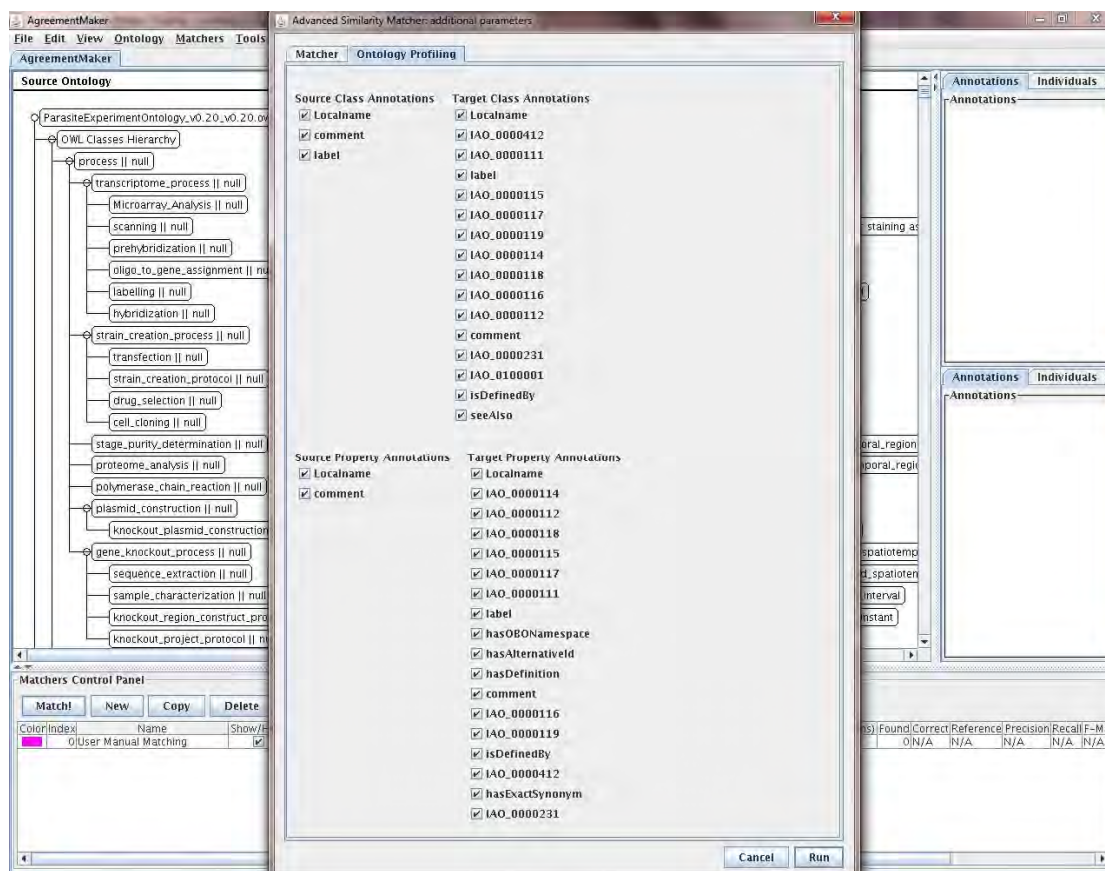 AgreementMaker
Advanced Similarity Matcher: additional parameters
File Edit View Ontology Matchers Tools
AgreementMaker
Source Ontology
ParasiteExperimentOntology_v0.20_v0.20.ow
OWL Classes Hierarchy
process || null
transcriptome_process || null
Microarray_Analysis || null
scanning || null
prehybridization || null
oligo_to_gene_assignment || nu
labelling || null
hybridization || null
strain_creation_process || null
transfection || null
strain_creation_protocol || null
drug_selection || null
cell_cloning || null
stage_purity_determination || null
proteome_analysis || null
polymerase_chain_reaction || null
plasmid_construction || null
knockout_plasmid_construction
gene_knockout_process || null
sequence_extraction || null
sample_characterization || null
knockout_region_construct_pro
knockout_project_protocol || n
Matcher Ontology Profiling
Source Class Annotations
Localname
comment
label
Target Class Annotations
Localname
IAO_0000412
IAO_0000111
label
IAO_0000115
IAO_0000117
IAO_0000119
IAO_0000114
IAO_0000118
IAO_0000116
IAO_0000112
comment
IAO_0000231
IAO_0100001
isDefinedBy
seeAlso
Source Property Annotations
Localname
comment
Target Property Annotations
Localname
IAO_0000114
IAO_0000112
IAO_0000118
IAO_0000115
IAO_0000117
IAO_0000111
label
hasOBONamespace
hasAlternativeId
hasDefinition
comment
IAO_0000116
IAO_0000119
isDefinedBy
IAO_0000412
hasExactSynonym
IAO_0000231
Cancel Run
staining as
oral_region
poral_regi
spatiotemp
d_spatioten
interval
nstant
Annotations Individuals
Annotations
Annotations Individuals
Annotations
Matchers Control Panel
Match! New Copy Delete
Color Index Name Show/H
0 User Manual Matching
ns) Found Correct Reference Precision Recall F-M
0 N/A N/A N/A N/A N/A